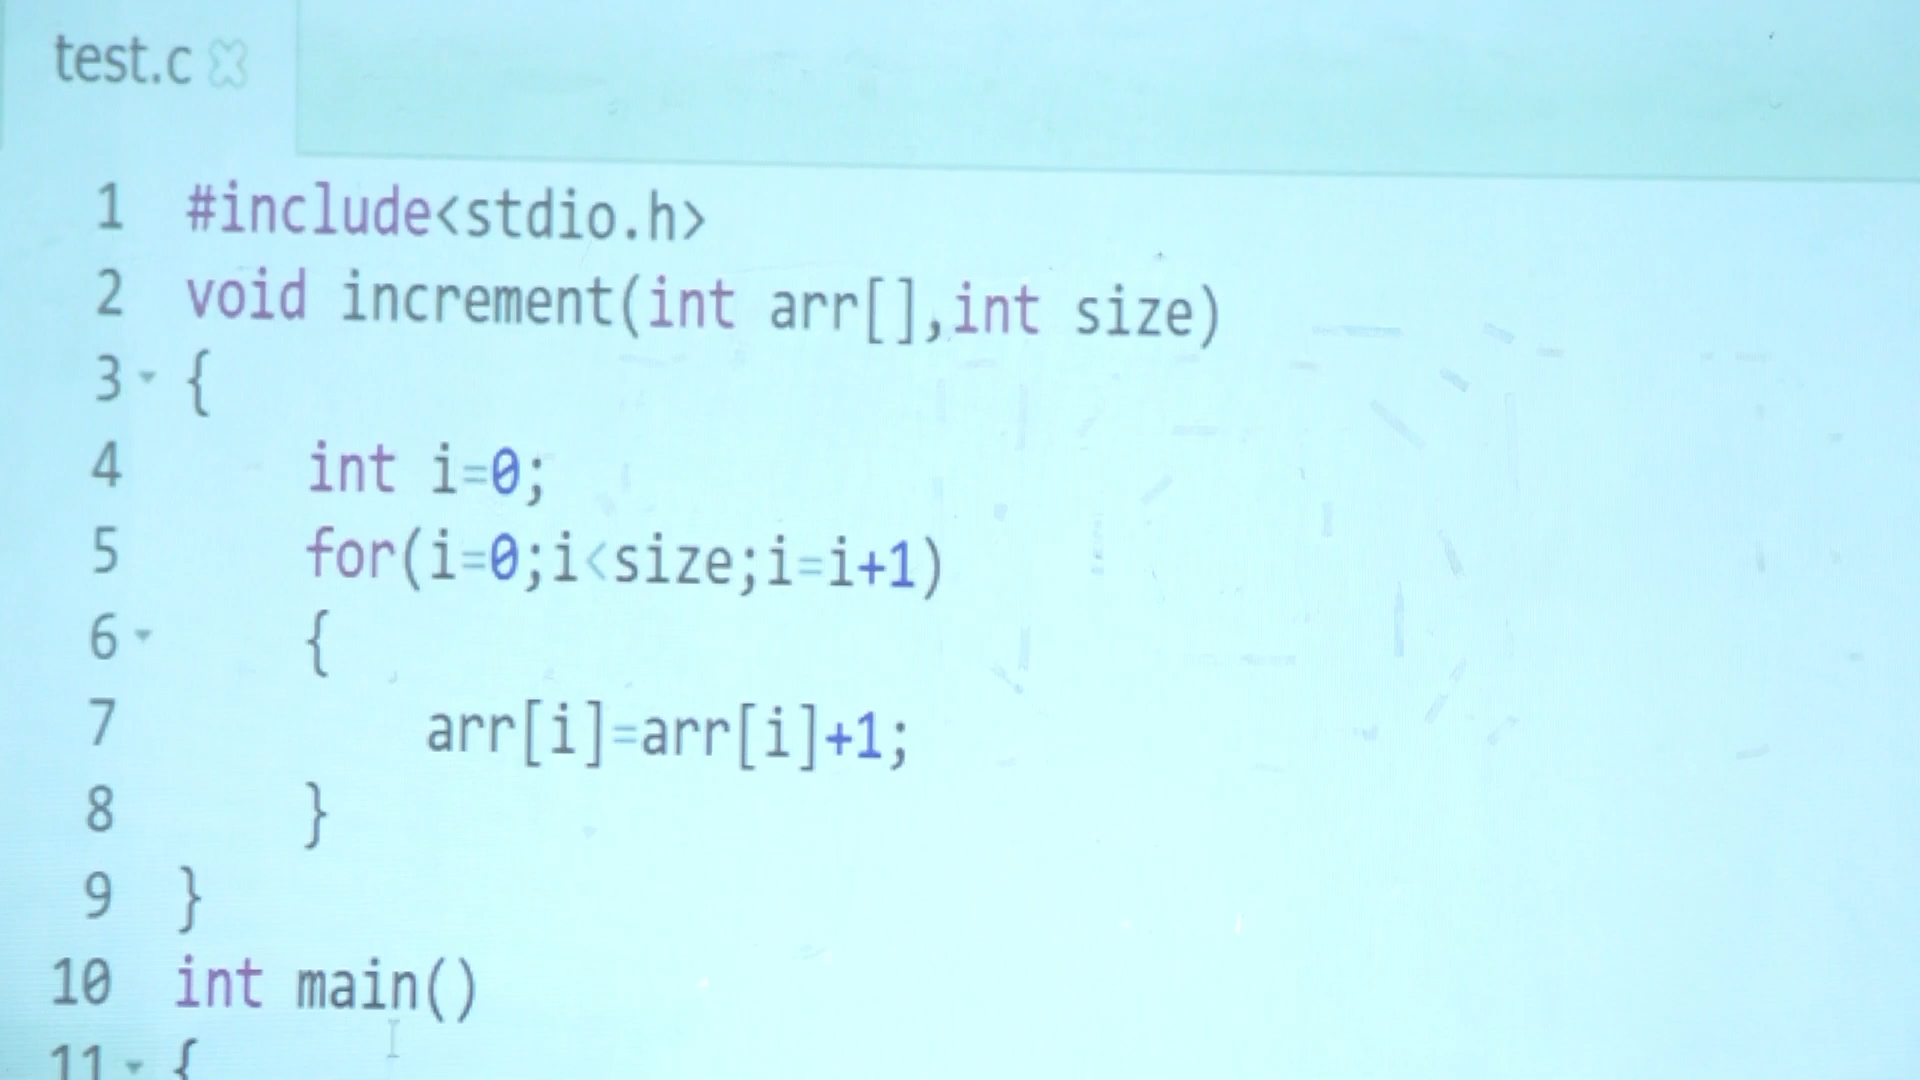 test.c
1 #include<stdio.h>
2 void increment(int arr[],int size)
3 {
4 int i=0;
5 for(i=0;i<size;i=i+1)
6 {
7 arr[i]=arr[i]+1;
8 }
9 }
10 int main()
11 {